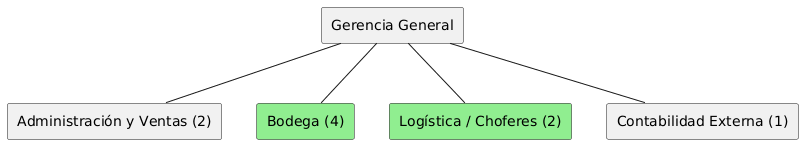 Gerencia General
Administración y Ventas (2)
Bodega (4)
Logística / Choferes (2)
Contabilidad Externa (1)